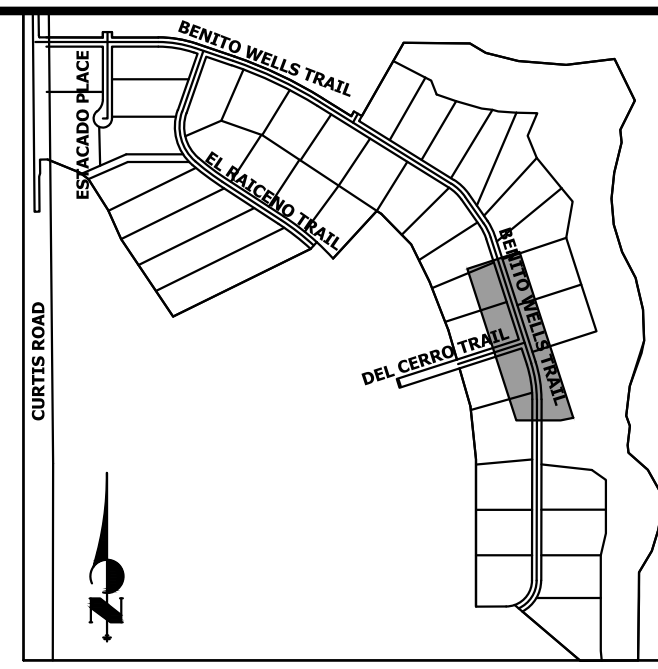 BENITO WELLS TRAIL
ESTACADO PLACE
EL RAICENO TRAIL
BENITO WELLS TRAIL
DEL CERRO TRAIL
CURTIS ROAD
N